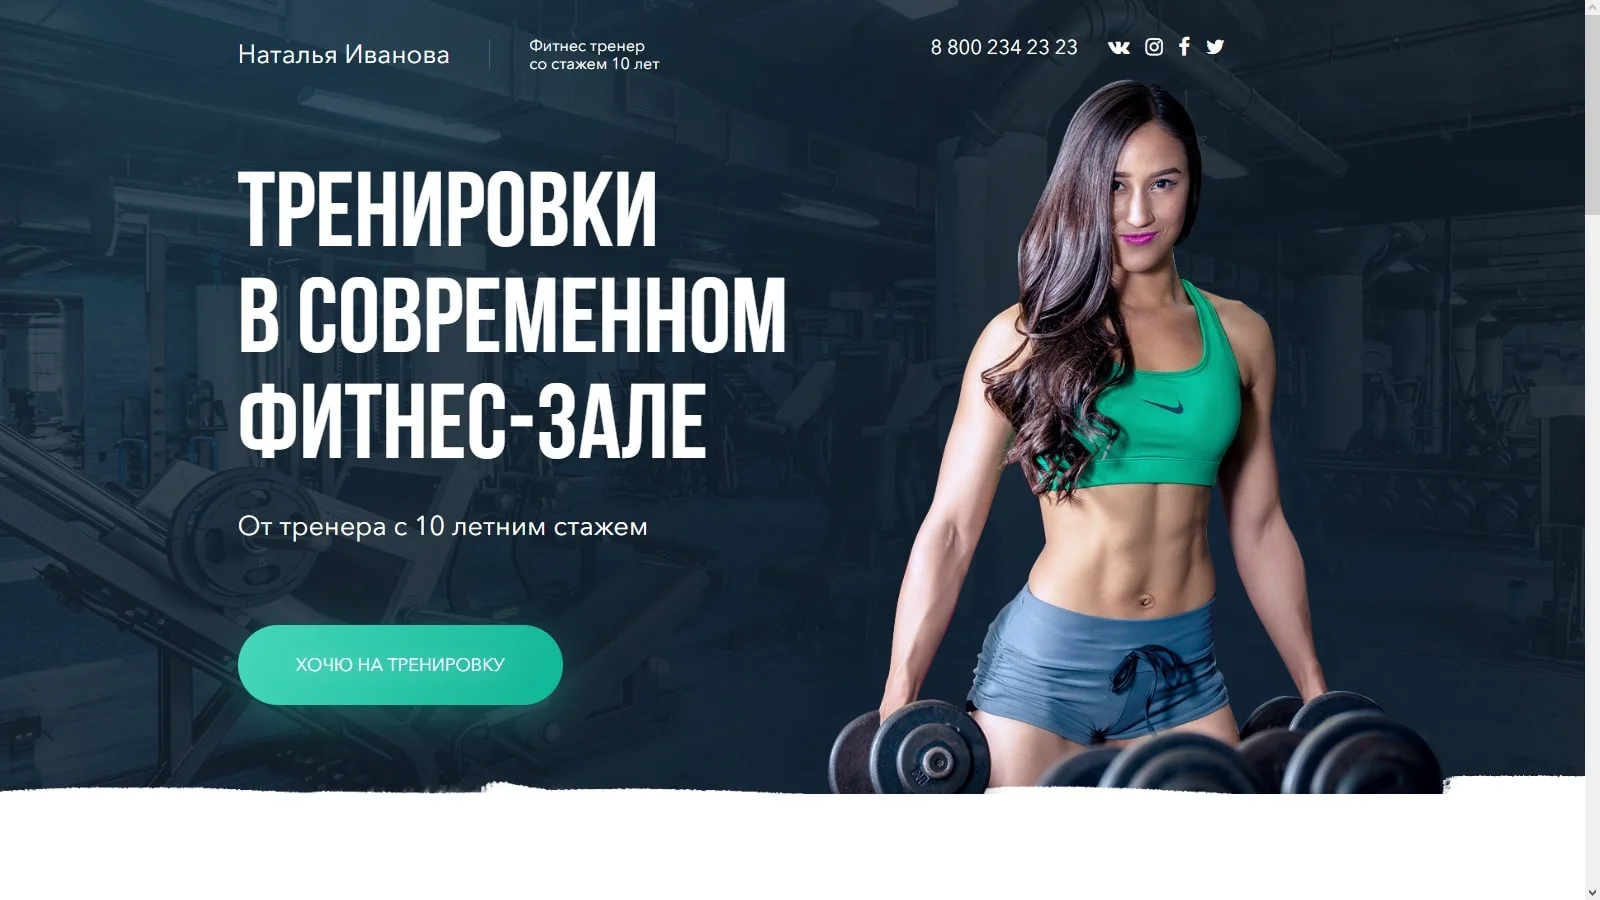 Наталья Иванова
Фитнес тренер
со стажем 10 лет
8 800 234 23 23
ТРЕНИРОВКИ
В СОВРЕМЕННОМ
ФИТНЕС-ЗАЛЕ
От тренера с 10 летним стажем
ХОЧЮ НА ТРЕНИРОВКУ